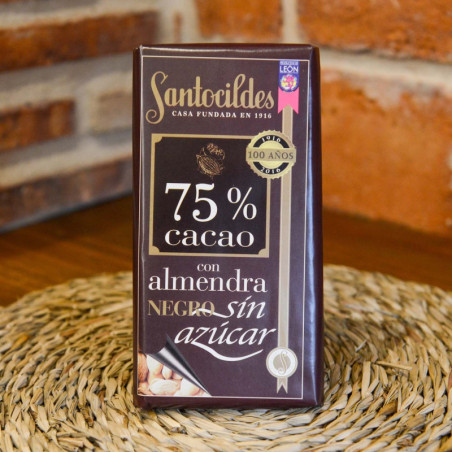 LEÓN
Santocildes
CASA FUNDADA EN 1916
1916
100 AÑOS
2016
75 %
cacao
con
almendra
NEGRO sin
azúcar